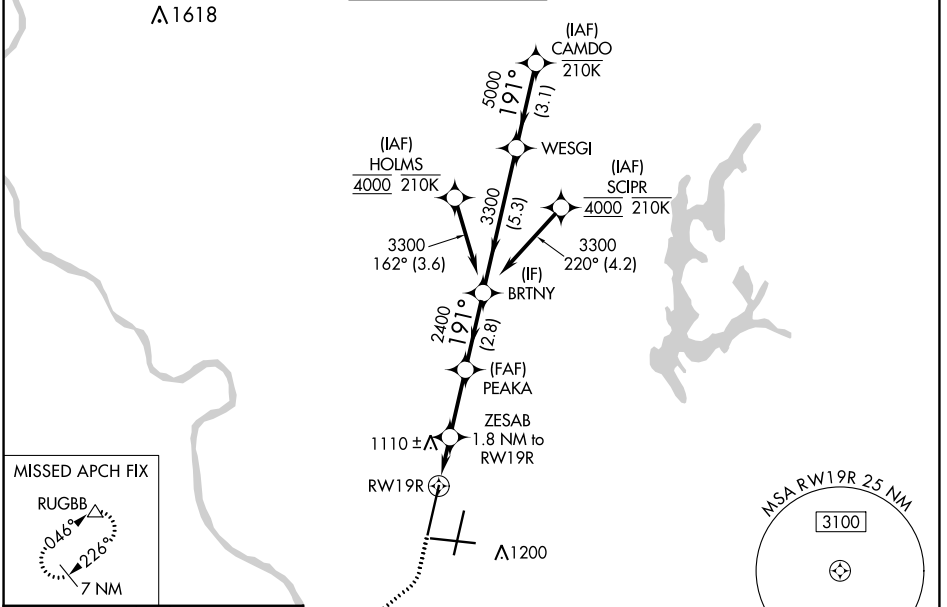 1618
(IAF)
CAMDO
210K
5000
191°
(3.1)
WESGI
(IAF)
HOLMS
4000 210K
(IAF)
SCIPR
4000 210K
3300
(5.3)
3300
162° (3.6)
3300
220° (4.2)
(IF)
BRTNY
2400
191°
(2.8)
(FAF)
PEAKA
ZESAB
1.8 NM to
RW19R
1110 ±
RW19R
1200
MISSED APCH FIX
RUGBB
046°
226°
7 NM
MSA RW19R 25 NM
3100